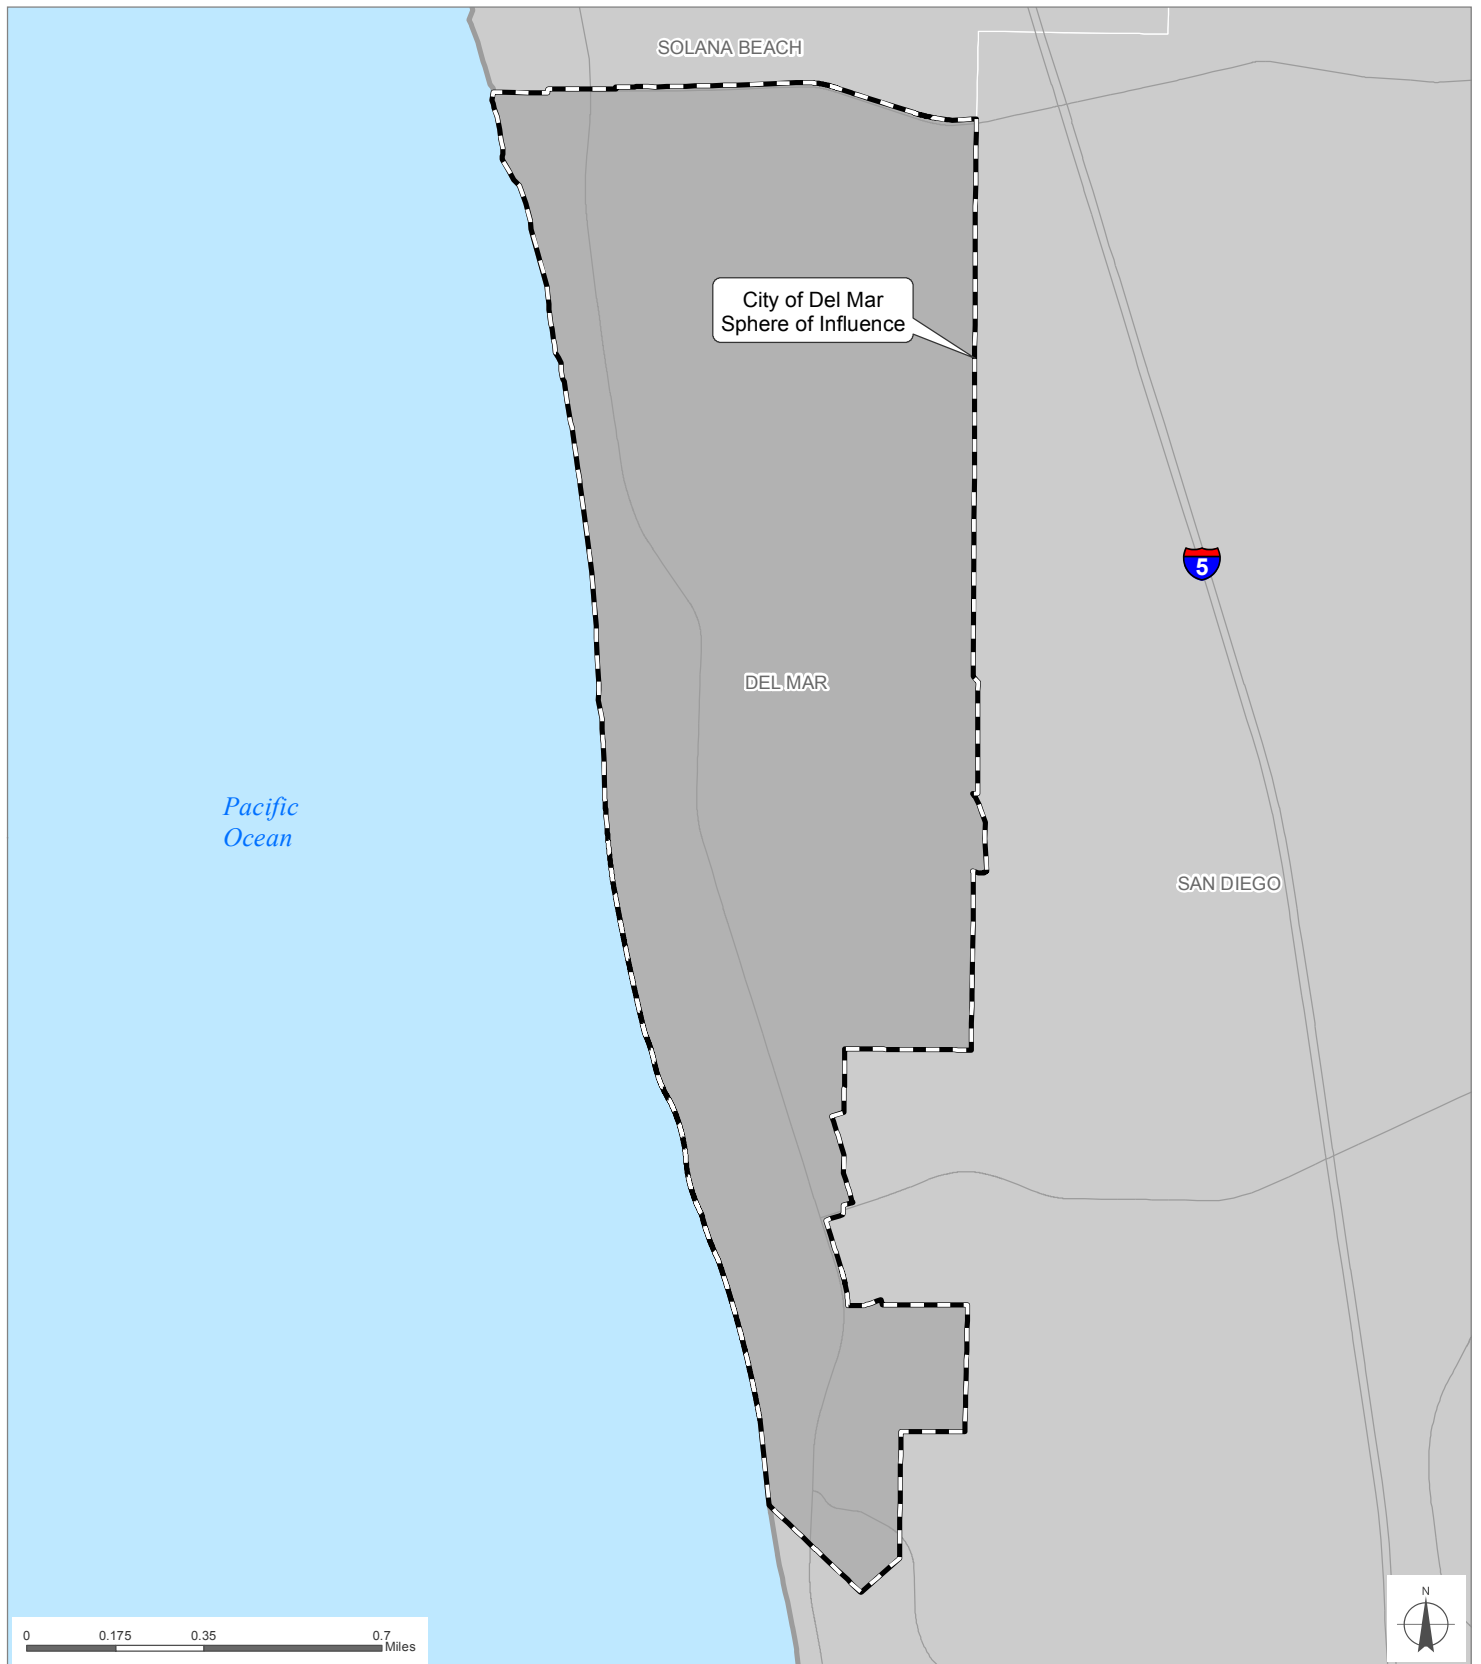 SOLANA BEACH
City of Del Mar
Sphere of Influence
5
DEL MAR
Pacific
Ocean
SAN DIEGO
0 0.175 0.35 0.7
Miles
N